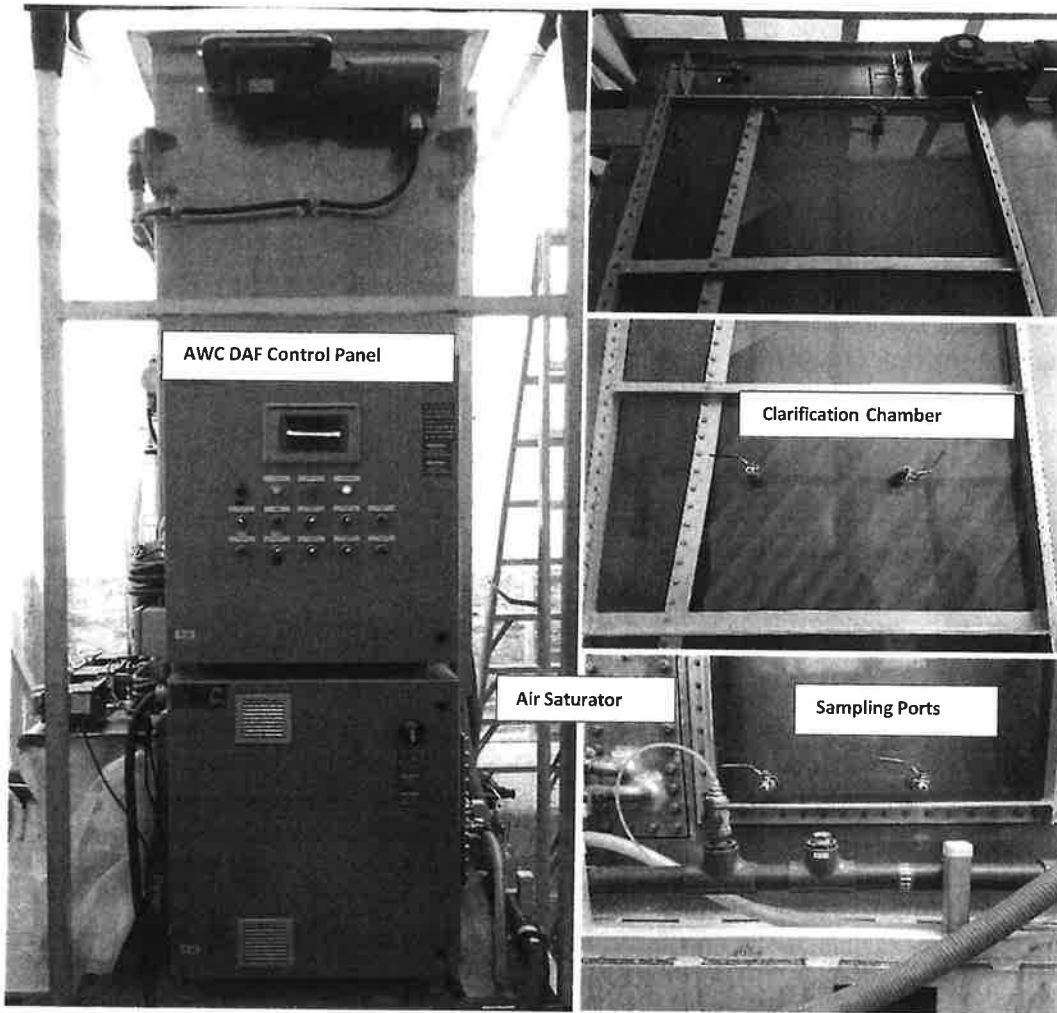 AWC DAF Control Panel
Clarification Chamber
Air Saturator
Sampling Ports